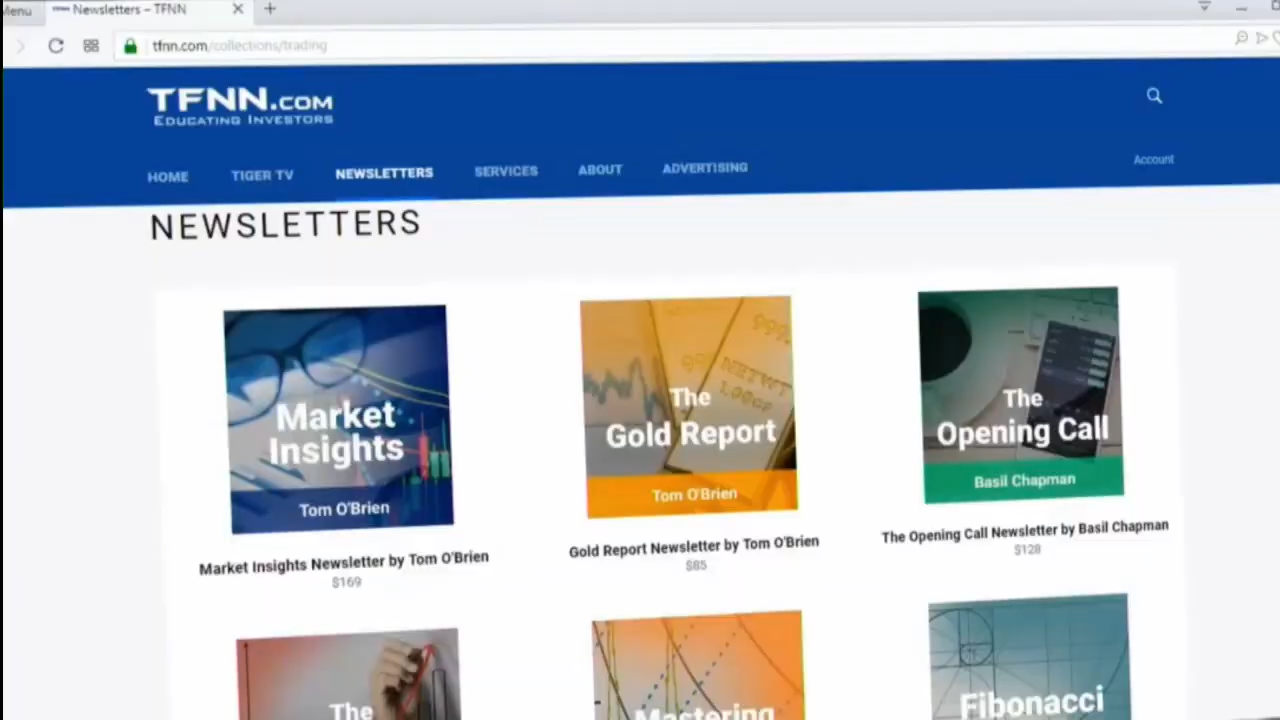 Menu
Newsletters – TFNN
tfnn.com/collections/trading
TFNN.COM
EDUCATING INVESTORS
HOME TIGER TV NEWSLETTERS SERVICES ABOUT ADVERTISING
Account
NEWSLETTERS
Market
Insights
Tom O'Brien
Market Insights Newsletter by Tom O'Brien
$169
The
Gold Report
Tom O'Brien
Gold Report Newsletter by Tom O'Brien
$85
The
Opening Call
Basil Chapman
The Opening Call Newsletter by Basil Chapman
$128
The
Mastering
Fibonacci